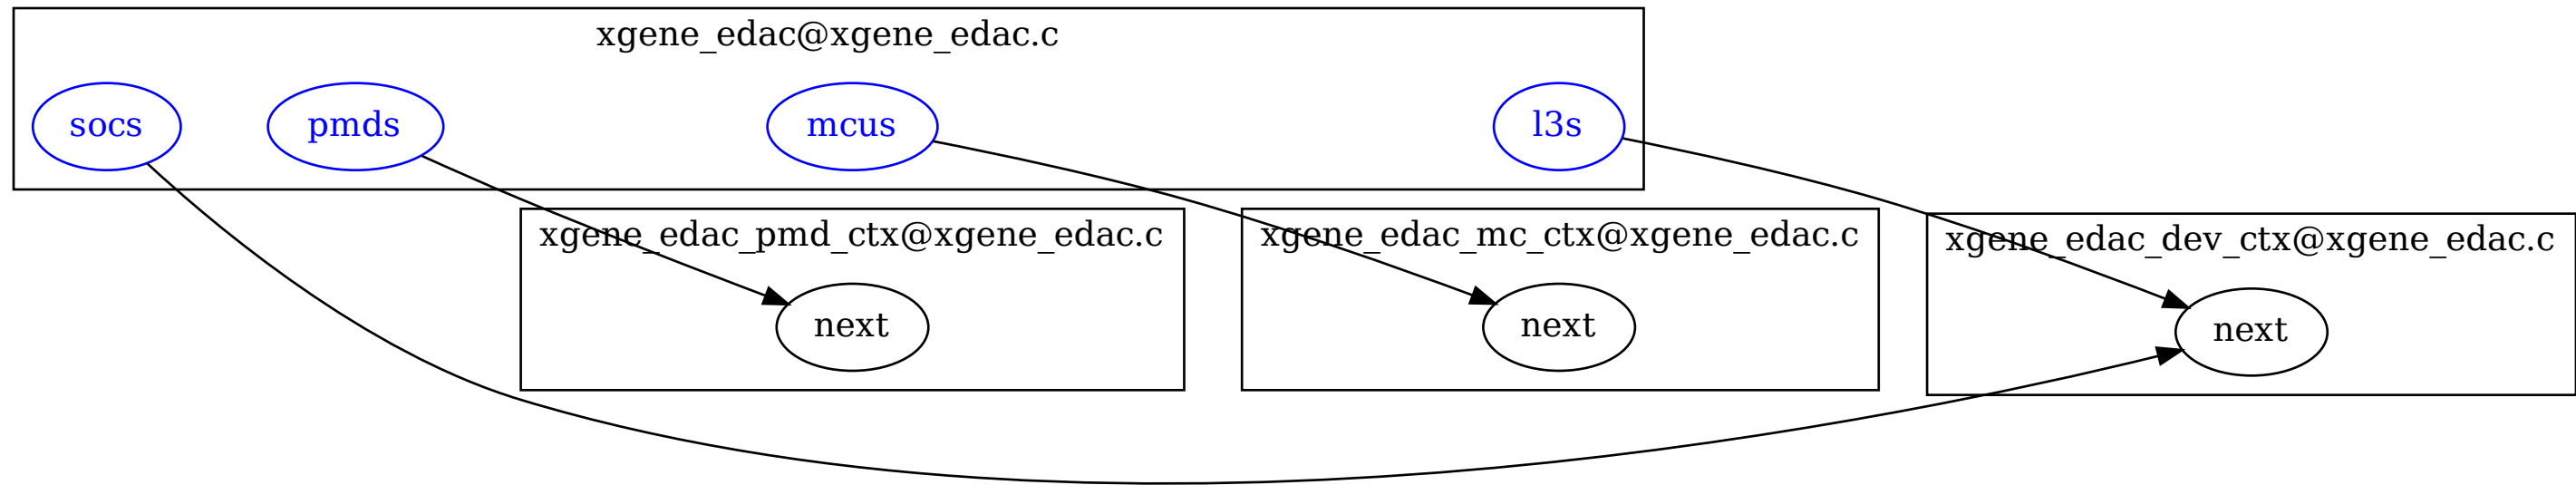 xgene_edac@xgene_edac.c
socs
pmds
mcus
l3s
xgene_edac_pmd_ctx@xgene_edac.c
next
xgene_edac_mc_ctx@xgene_edac.c
next
xgene_edac_dev_ctx@xgene_edac.c
next